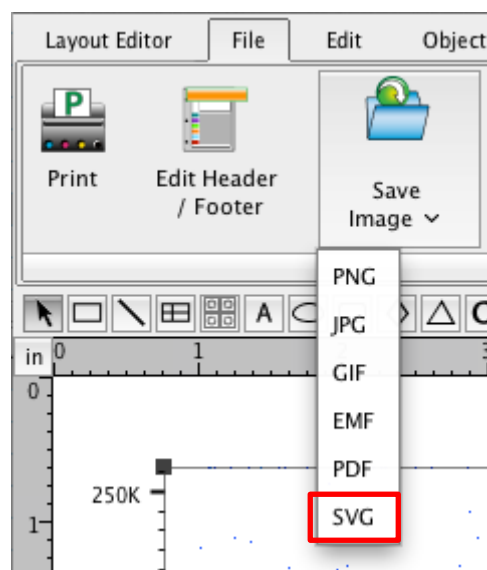 Layout Editor File Edit Object
P
Print
Edit Header
/ Footer
Save
Image
PNG
JPG
GIF
EMF
PDF
SVG
A
in 0 1
0
250K
1